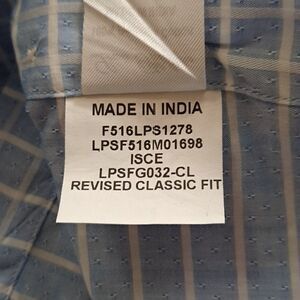 MADE IN INDIA
F516LPS1278
LPSF516M01698
ISCE
LPSFG032-CL
REVISED CLASSIC FIT